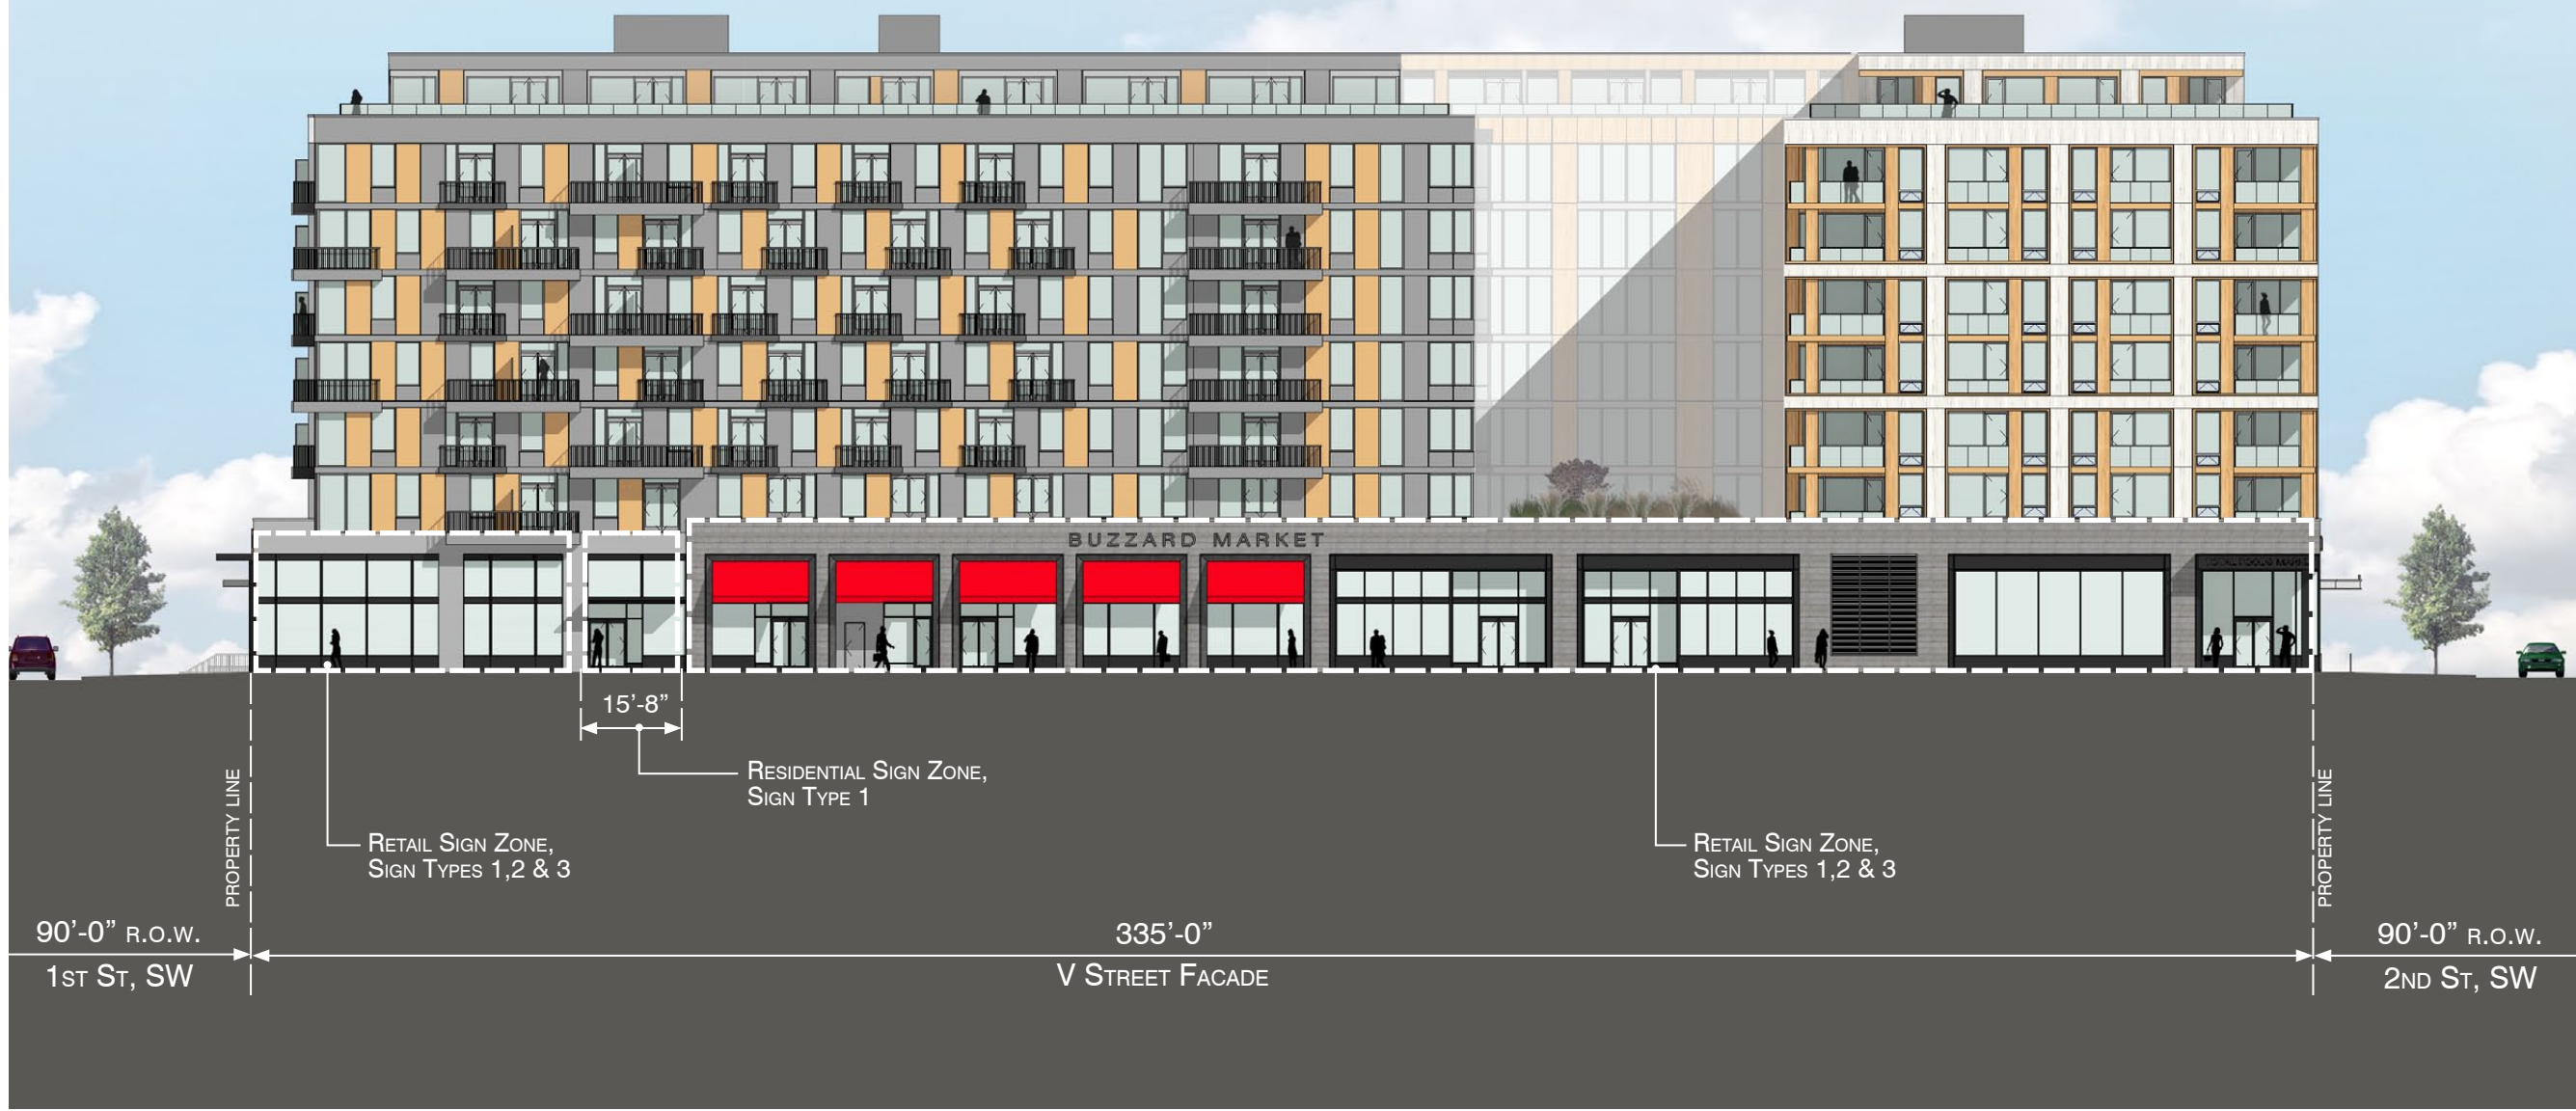 BUZZARD MARKET
15’-8”
Residential Sign Zone,
Sign Type 1
Retail Sign Zone,
Sign Types 1,2 & 3
Retail Sign Zone,
Sign Types 1,2 & 3
PROPERTY LINE
PROPERTY LINE
90’-0” R.O.W.
1st St, SW
335’-0”
V Street Facade
90’-0” R.O.W.
2nd St, SW